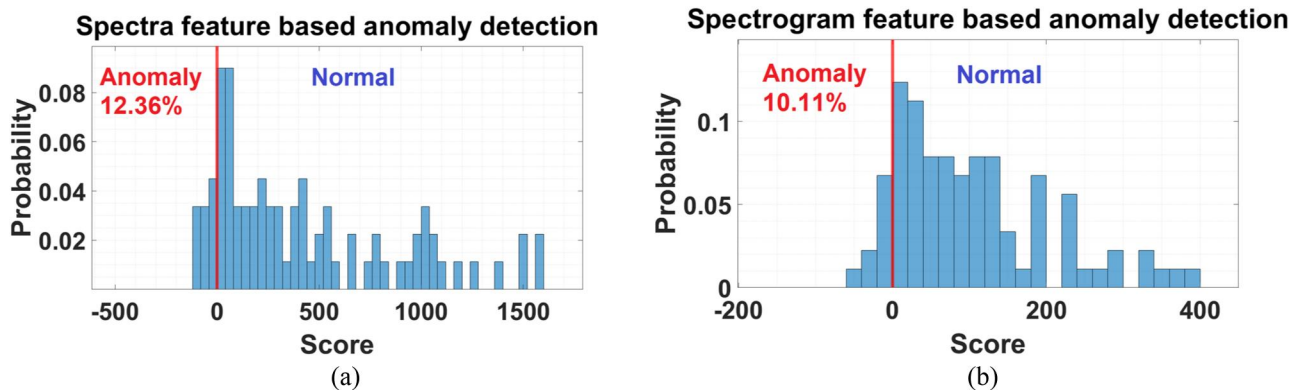 Spectra feature based anomaly detection
Anomaly
12.36%
Normal
0.08
0.06
0.04
0.02
Probability
-500 0 500 1000 1500
Score
(a)
Spectrogram feature based anomaly detection
Anomaly
10.11%
Normal
0.1
0.05
0
Probability
-200 0 200 400
Score
(b)